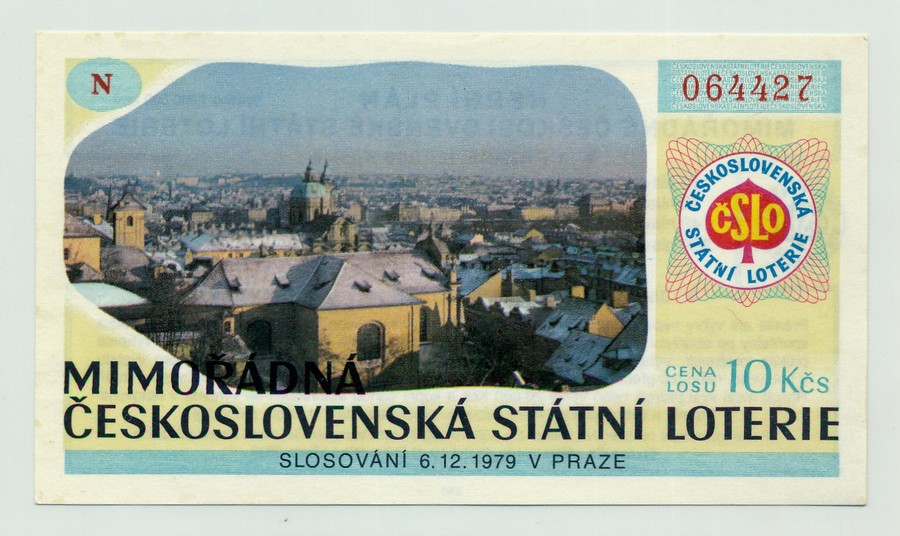 N
064427
ČESKOSLOVENSKÁ
ČSLO
STÁTNÍ LOTERIE
MIMOŘÁDNÁ
CENA
LOSU 10 Kčs
ČESKOSLOVENSKÁ STÁTNÍ LOTERIE
SLOSOVÁNÍ 6.12.1979 V PRAZE